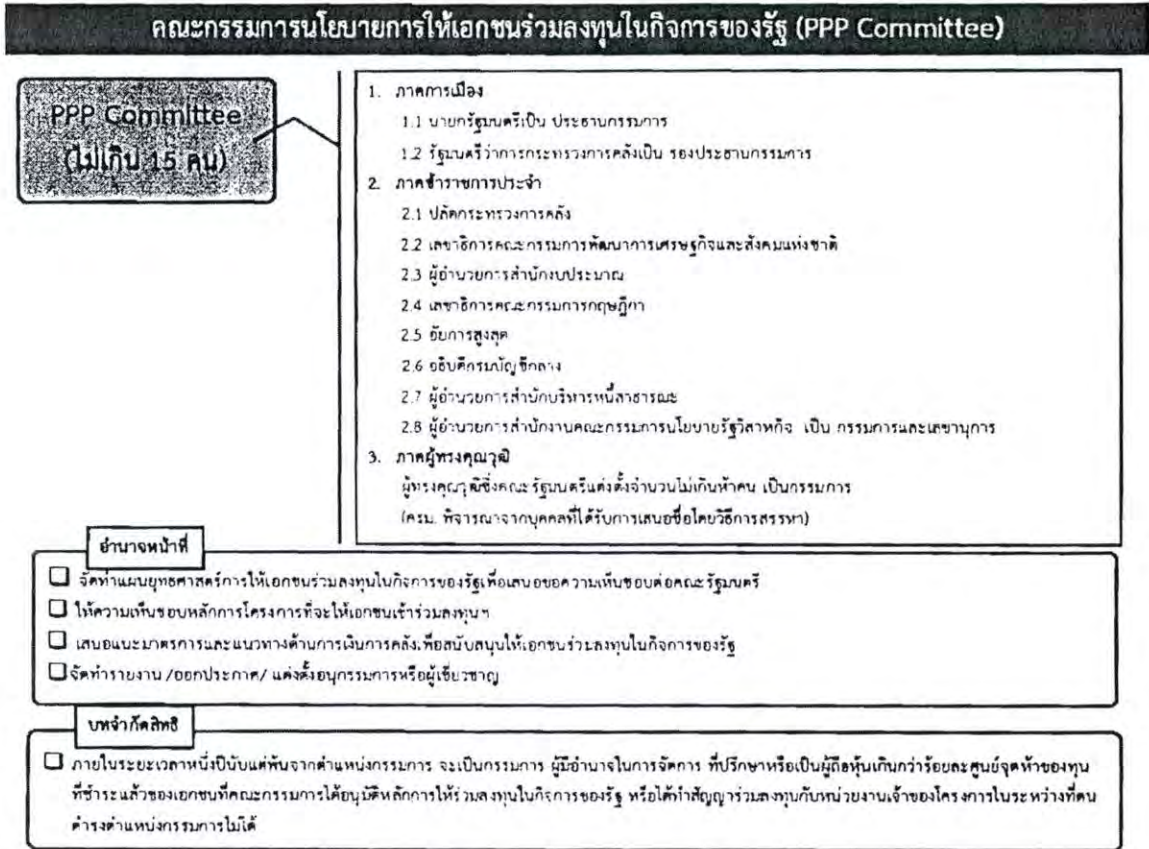 คณะกรรมการนโยบายการให้เอกชนร่วมลงทุนในกิจการของรัฐ (PPP Committee)
PPP Committee
(ไม่เกิน 15 คน)
1. ภาคการเมือง
1.1 นายกรัฐมนตรีเป็น ประธานกรรมการ
1.2 รัฐมนตรีว่าการกระทรวงการคลังเป็น รองประธานกรรมการ
2. ภาคข้าราชการประจำ
2.1 ปลัดกระทรวงการคลัง
2.2 เลขาธิการคณะกรรมการพัฒนาการเศรษฐกิจและสังคมแห่งชาติ
2.3 ผู้อำนวยการสำนักงบประมาณ
2.4 เลขาธิการคณะกรรมการกฤษฎีกา
2.5 อัยการสูงสุด
2.6 อธิบดีกรมบัญชีกลาง
2.7 ผู้อำนวยการสำนักบริหารหนี้สาธารณะ
2.8 ผู้อำนวยการสำนักงานคณะกรรมการนโยบายรัฐวิสาหกิจ เป็น กรรมการและเลขานุการ
3. ภาคผู้ทรงคุณวุฒิ
ผู้ทรงคุณวุฒิซึ่งคณะรัฐมนตรีแต่งตั้งจำนวนไม่เกินห้าคน เป็นกรรมการ
(ครม. พิจารณาจากบุคคลที่ได้รับการเสนอชื่อโดยวิธีการสรรหา)
อำนาจหน้าที่
จัดทำแผนยุทธศาสตร์การให้เอกชนร่วมลงทุนในกิจการของรัฐเพื่อเสนอขอความเห็นชอบต่อคณะรัฐมนตรี
ให้ความเห็นชอบหลักการโครงการที่จะให้เอกชนเข้าร่วมลงทุนฯ
เสนอแนะมาตรการและแนวทางด้านการเงินการคลังเพื่อสนับสนุนให้เอกชนร่วมลงทุนในกิจการของรัฐ
จัดทำรายงาน /ออกประกาศ/ แต่งตั้งอนุกรรมการหรือผู้เชี่ยวชาญ
บทจำกัดสิทธิ
ภายในระยะเวลาหนึ่งปีนับแต่พ้นจากตำแหน่งกรรมการ จะเป็นกรรมการ ผู้มีอำนาจในการจัดการ ที่ปรึกษาหรือเป็นผู้ถือหุ้นเกินกว่าร้อยละศูนย์จุดห้าของทุน
ที่ชำระแล้วของเอกชนที่คณะกรรมการได้อนุมัติหลักการให้ร่วมลงทุนในกิจการของรัฐ หรือได้ทำสัญญาร่วมลงทุนกับหน่วยงานเจ้าของโครงการในระหว่างที่ตน
ดำรงตำแหน่งกรรมการไม่ได้